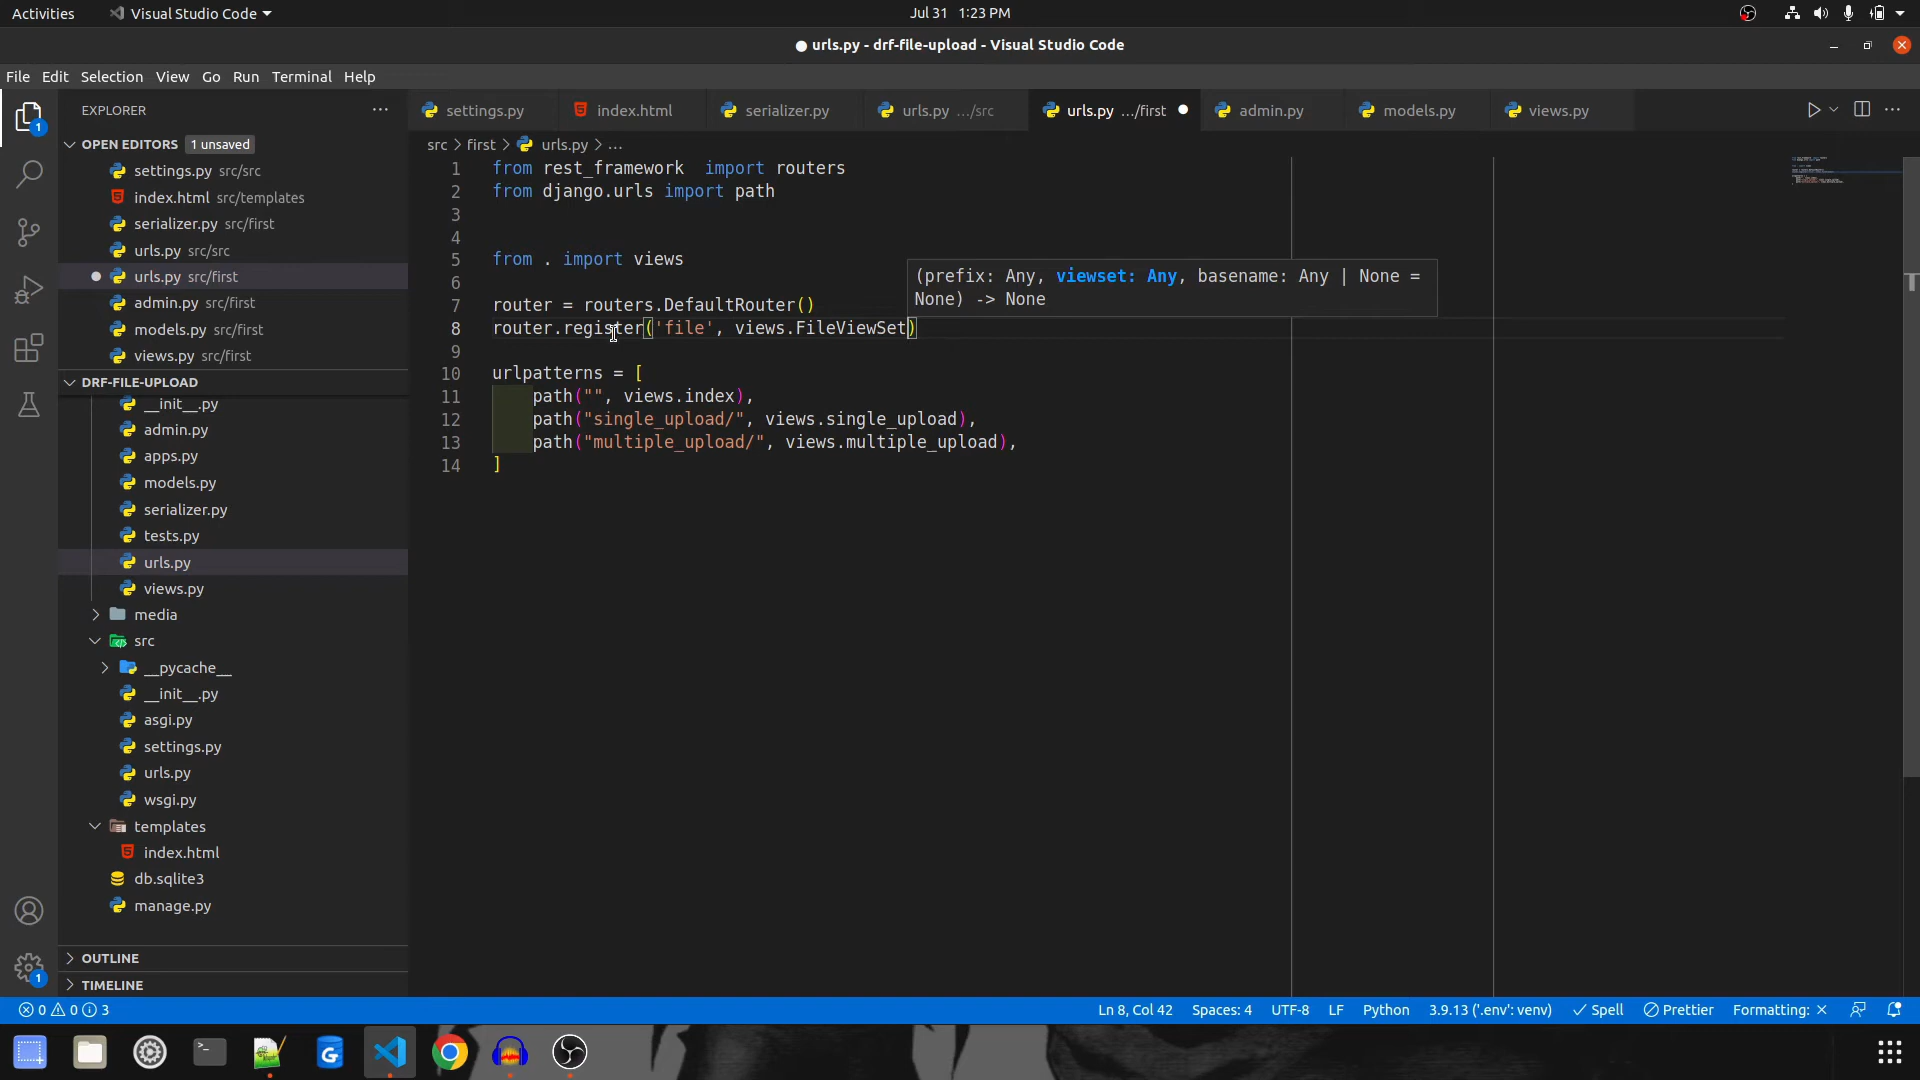 Activities
Visual Studio Code
Jul 31 1:23 PM
● urls.py - drf-file-upload - Visual Studio Code
File Edit Selection View Go Run Terminal Help
EXPLORER
1
OPEN EDITORS 1 unsaved
settings.py src/src
index.html src/templates
serializer.py src/first
urls.py src/src
urls.py src/first
admin.py src/first
models.py src/first
views.py src/first
DRF-FILE-UPLOAD
__init__.py
admin.py
apps.py
models.py
serializer.py
tests.py
urls.py
views.py
media
src
__pycache__
__init__.py
asgi.py
settings.py
urls.py
wsgi.py
templates
index.html
db.sqlite3
manage.py
OUTLINE
TIMELINE
1
settings.py index.html serializer.py urls.py .../src urls.py .../first admin.py models.py views.py
src > first > urls.py > ...
1 from rest_framework  import routers
2 from django.urls import path
3
4
5 from . import views
6
7 router = routers.DefaultRouter()
8 router.register('file', views.FileViewSet)
9
10 urlpatterns = [
11     path("", views.index),
12     path("single_upload/", views.single_upload),
13     path("multiple_upload/", views.multiple_upload),
14 ]
(prefix: Any, viewset: Any, basename: Any | None =
None) -> None
0 0 3
Ln 8, Col 42 Spaces: 4 UTF-8 LF Python 3.9.13 ('.env': venv) Spell Prettier Formatting: ×